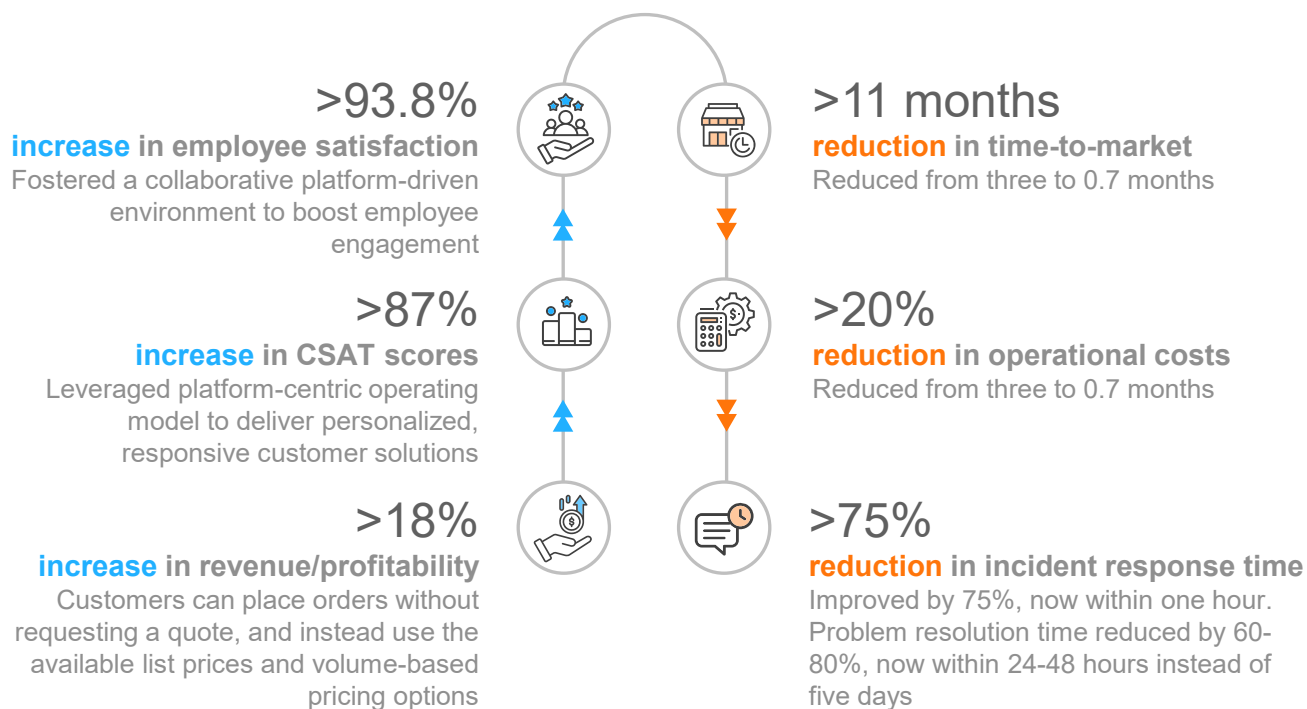 >93.8%
increase in employee satisfaction
Fostered a collaborative platform-driven
environment to boost employee
engagement
>87%
increase in CSAT scores
Leveraged platform-centric operating
model to deliver personalized,
responsive customer solutions
>18%
increase in revenue/profitability
Customers can place orders without
requesting a quote, and instead use the
available list prices and volume-based
pricing options
>11 months
reduction in time-to-market
Reduced from three to 0.7 months
>20%
reduction in operational costs
Reduced from three to 0.7 months
>75%
reduction in incident response time
Improved by 75%, now within one hour.
Problem resolution time reduced by 60-
80%, now within 24-48 hours instead of
five days